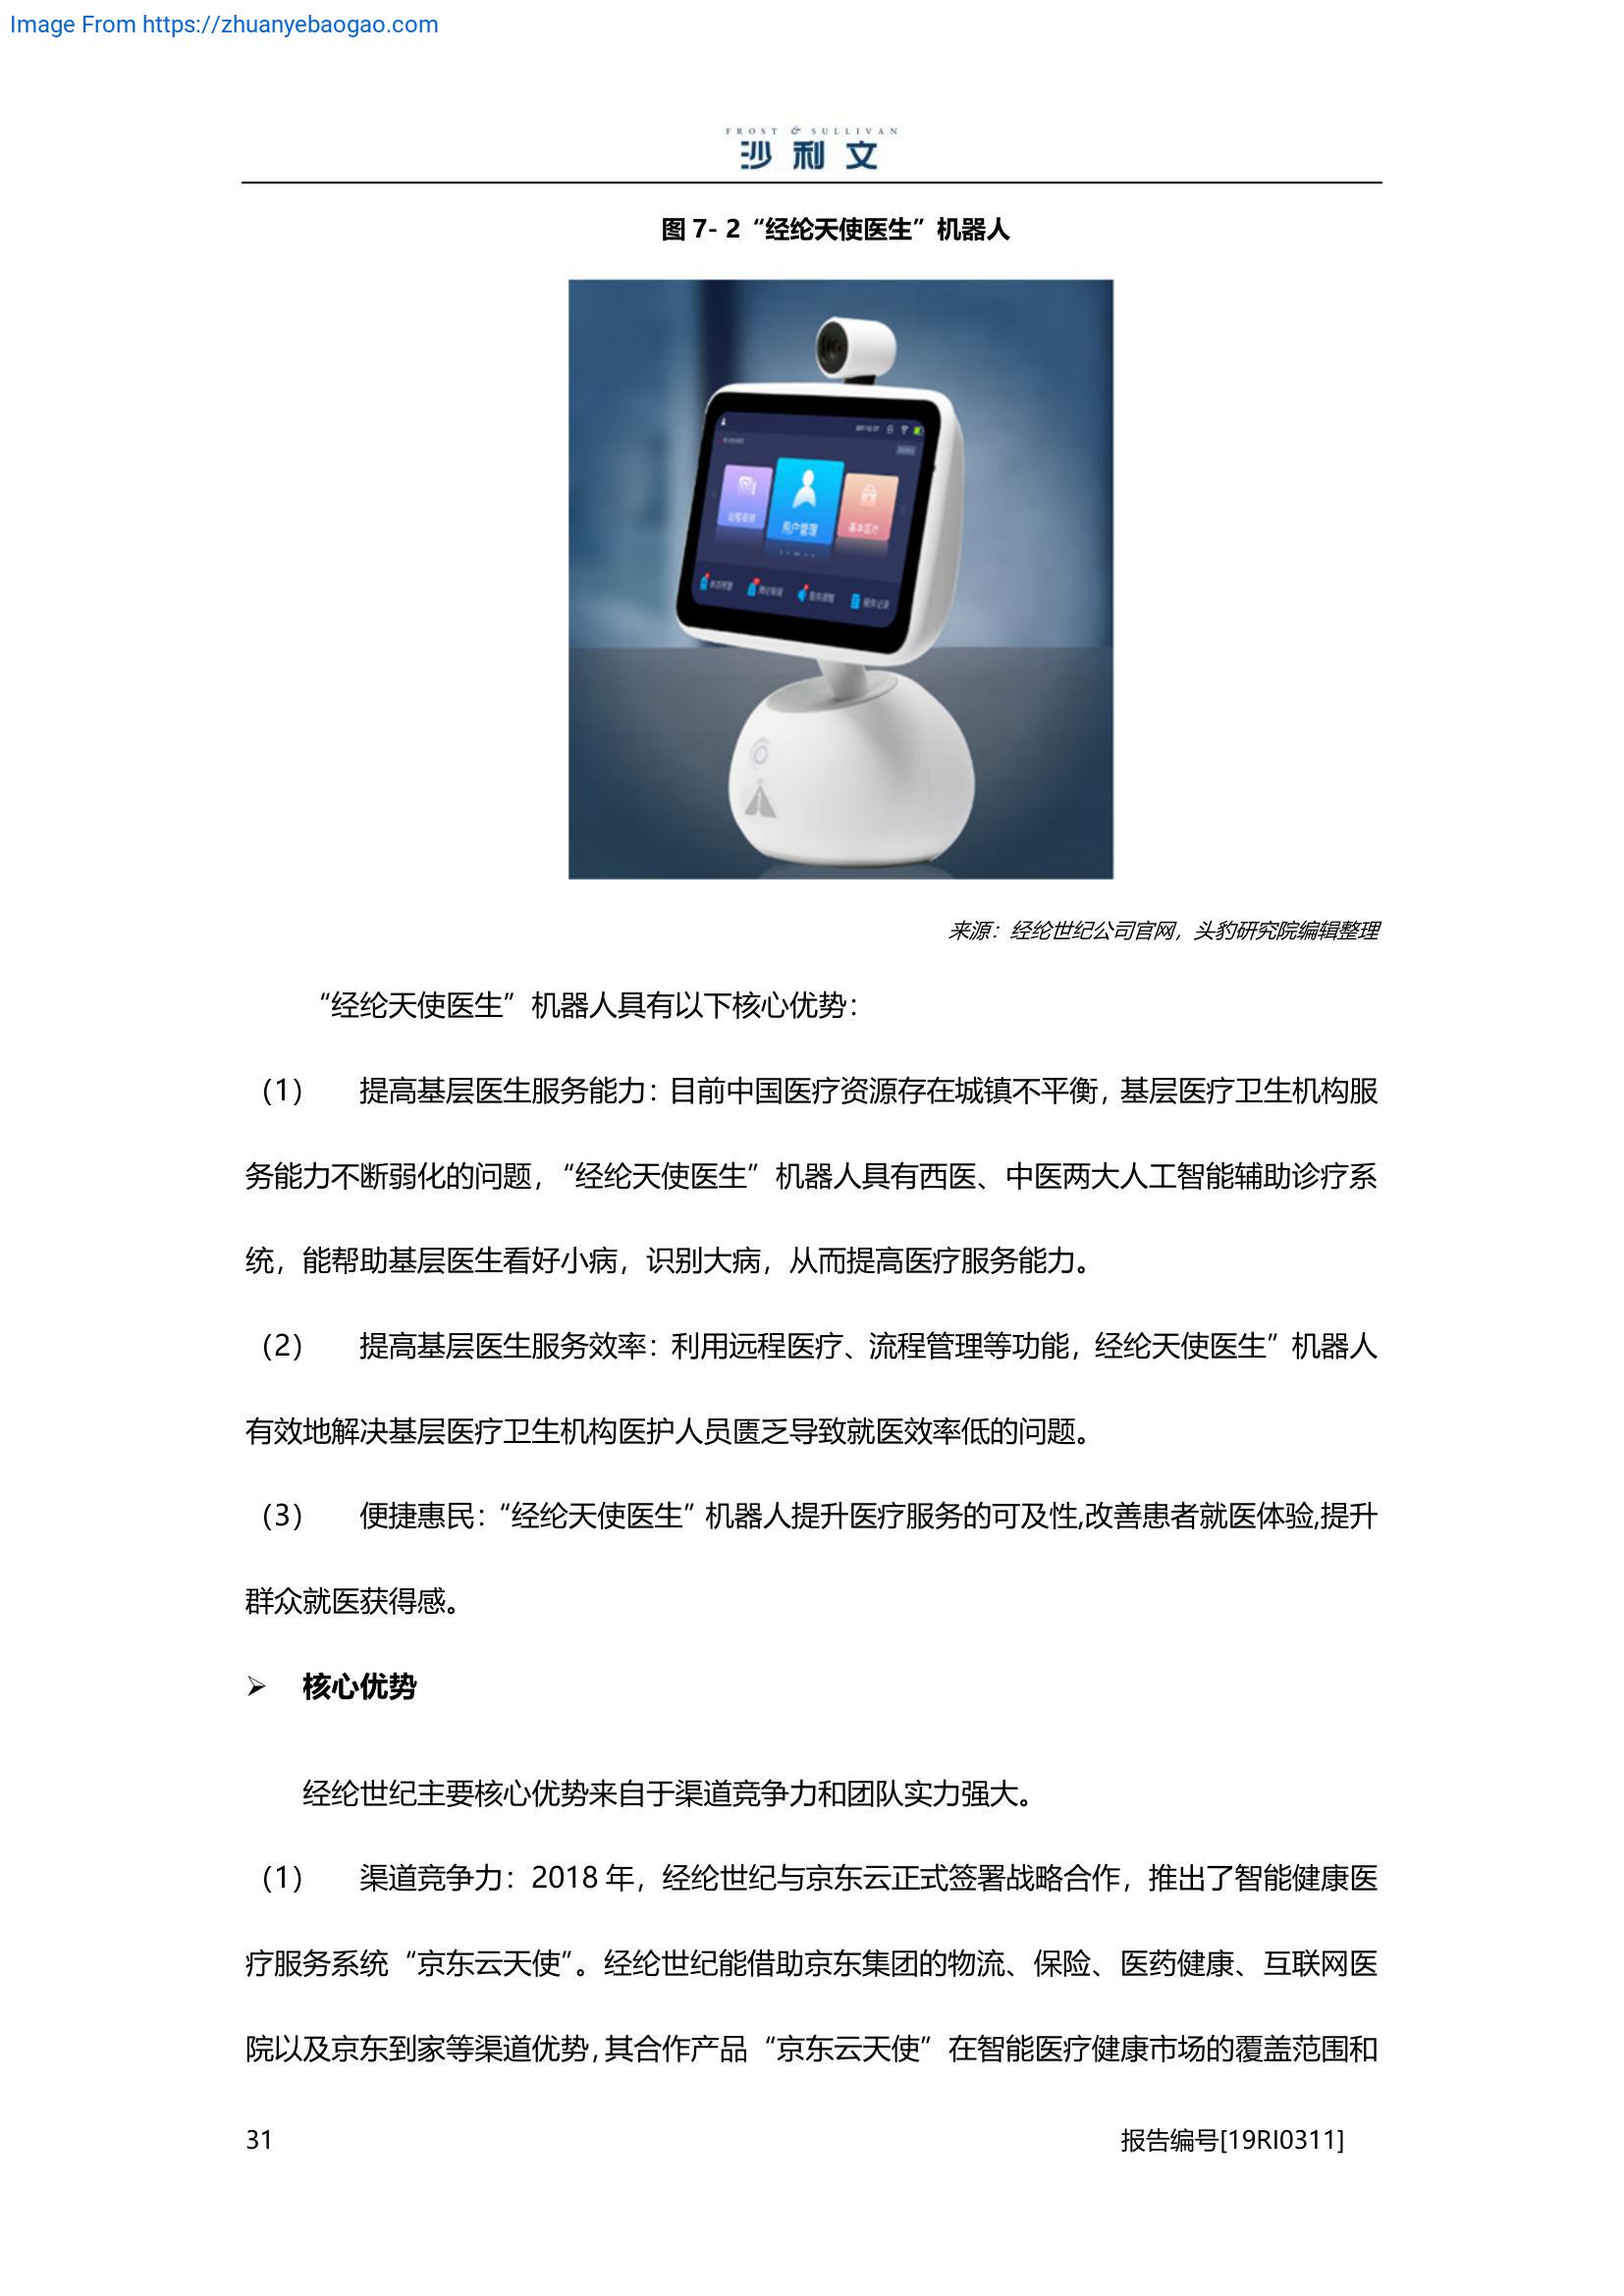 Image From https://zhuanyebaogao.com
FROST & SULLIVAN
沙利文
图 7- 2 “经纶天使医生”机器人
用户管理
基本医疗
服务记录
来源：经纶世纪公司官网，头豹研究院编辑整理
“经纶天使医生”机器人具有以下核心优势：
（1） 提高基层医生服务能力：目前中国医疗资源存在城镇不平衡，基层医疗卫生机构服
务能力不断弱化的问题，“经纶天使医生”机器人具有西医、中医两大人工智能辅助诊疗系
统，能帮助基层医生看好小病，识别大病，从而提高医疗服务能力。
（2） 提高基层医生服务效率：利用远程医疗、流程管理等功能，经纶天使医生”机器人
有效地解决基层医疗卫生机构医护人员匮乏导致就医效率低的问题。
（3） 便捷惠民：“经纶天使医生”机器人提升医疗服务的可及性,改善患者就医体验,提升
群众就医获得感。
➢ 核心优势
经纶世纪主要核心优势来自于渠道竞争力和团队实力强大。
（1） 渠道竞争力：2018 年，经纶世纪与京东云正式签署战略合作，推出了智能健康医
疗服务系统“京东云天使”。经纶世纪能借助京东集团的物流、保险、医药健康、互联网医
院以及京东到家等渠道优势，其合作产品“京东云天使”在智能医疗健康市场的覆盖范围和
31 报告编号[19RI0311]